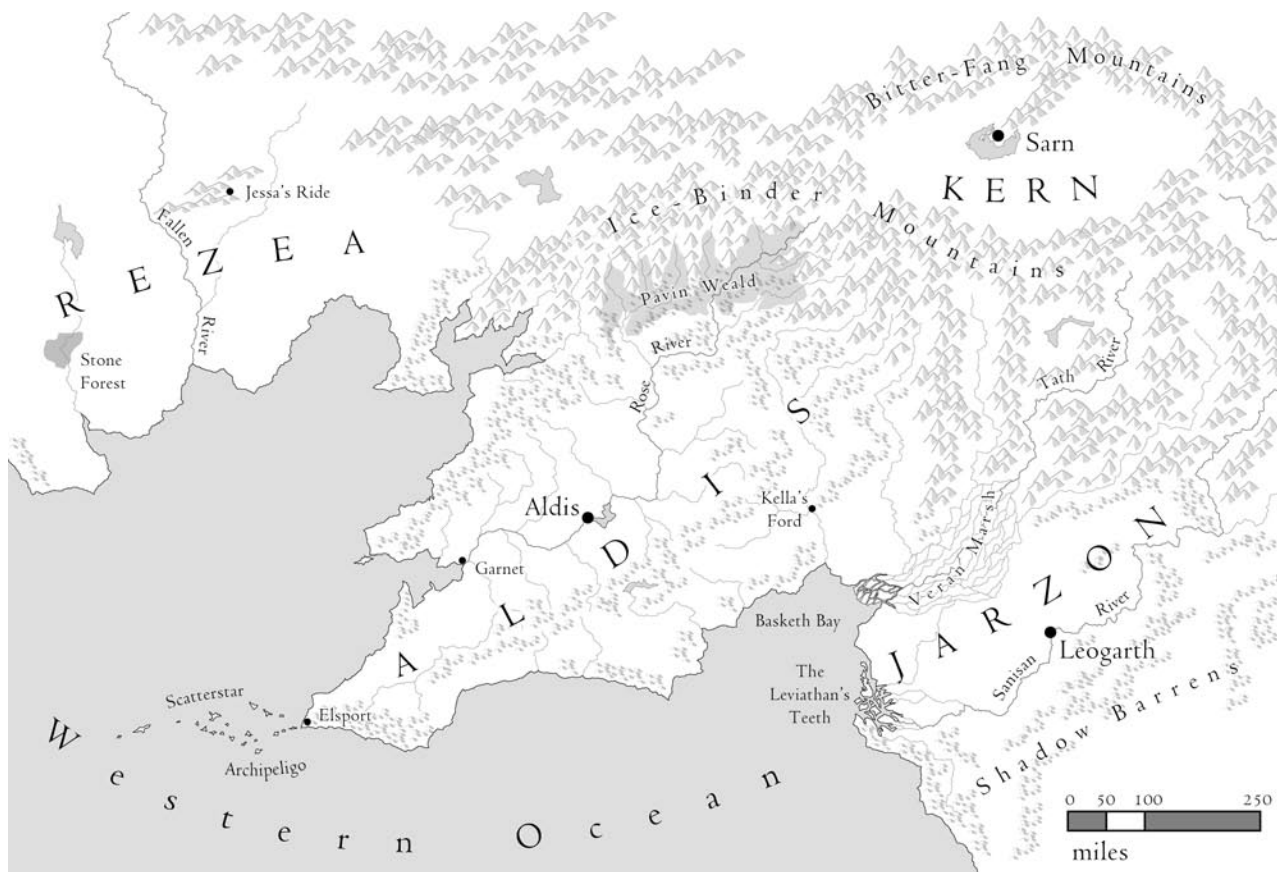 Bitter-Fang Mountains
Sarn
KERN
Jessa's Ride
Ice-Binder Mountains
Fallen River
REZEA
Pavin Weald
Stone
Forest
Rose River
Tath River
ALDIS
Aldis
Kella's
Ford
Garnet
Veran Marsh
JARZON
Basketh Bay
Sanisan River
Leogarth
The
Leviathan's
Teeth
Shadow Barrens
Scatterstar
Archipeligo
Elsport
Western Ocean
0 50 100 250
miles